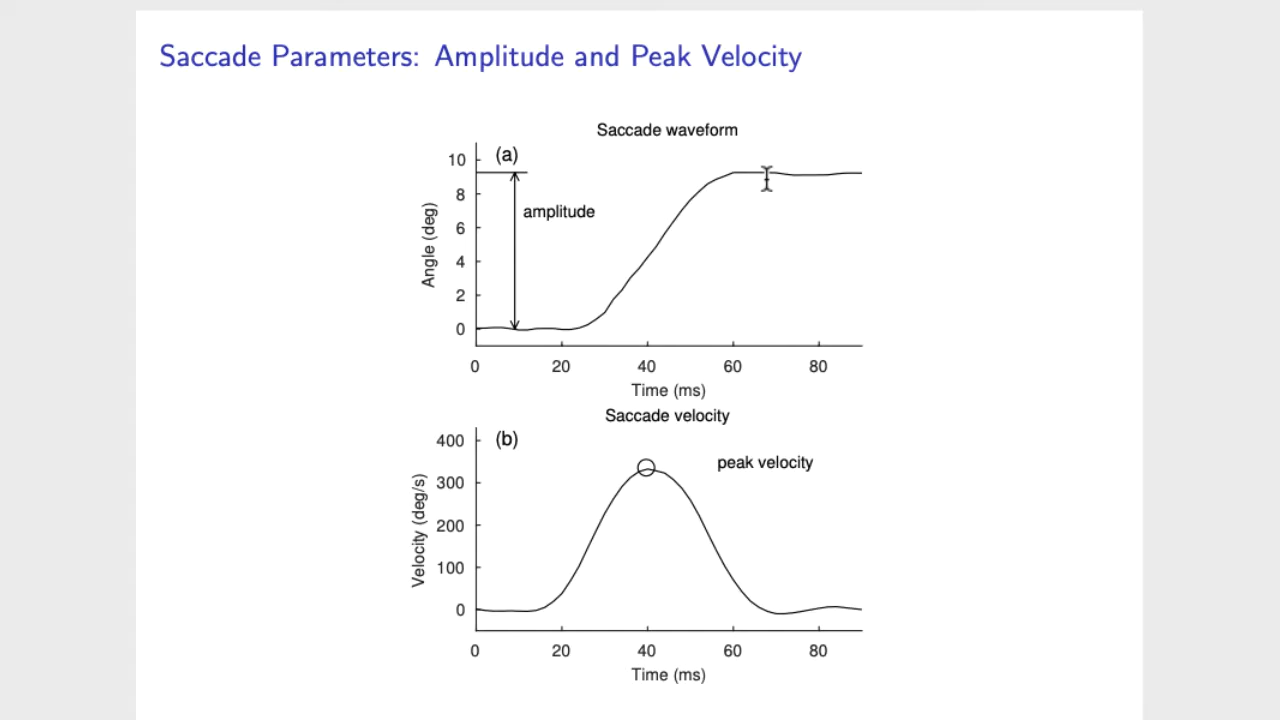 Saccade Parameters: Amplitude and Peak Velocity
Saccade waveform
(a)
10
8
6
4
2
0
Angle (deg)
amplitude
0 20 40 60 80
Time (ms)
Saccade velocity
(b)
400
300
200
100
0
Velocity (deg/s)
peak velocity
0 20 40 60 80
Time (ms)